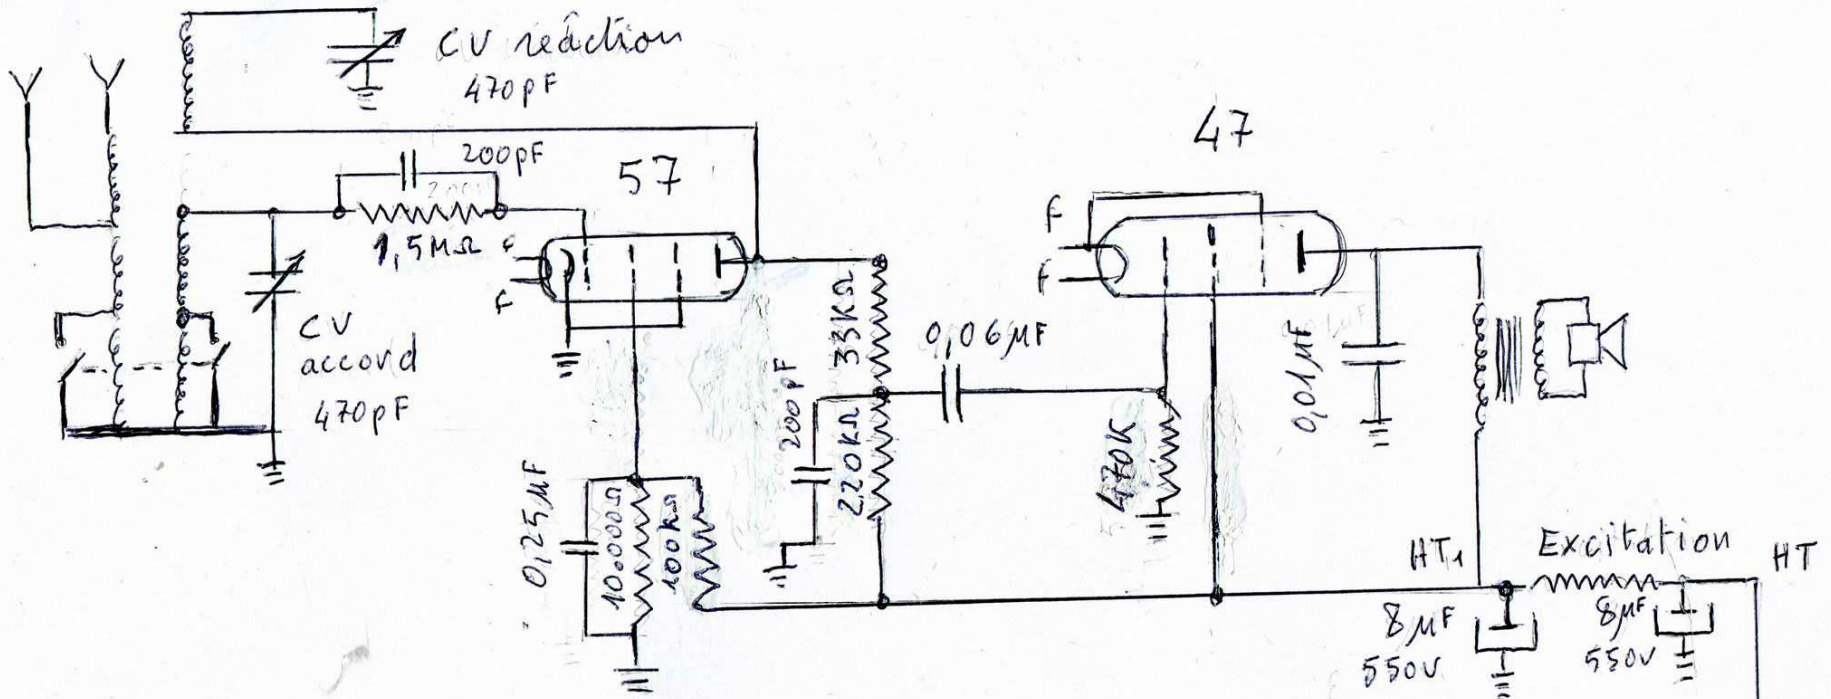 CV réaction
470pF
47
200pF
57
F
1,5MΩ
F
F
F
33KΩ
0,06µF
0,01µF
CV
accord
470pF
200pF
220KΩ
470K
0,25µF
10.000Ω
100KΩ
HT1
Excitation
HT
8µF
550V
8µF
550V